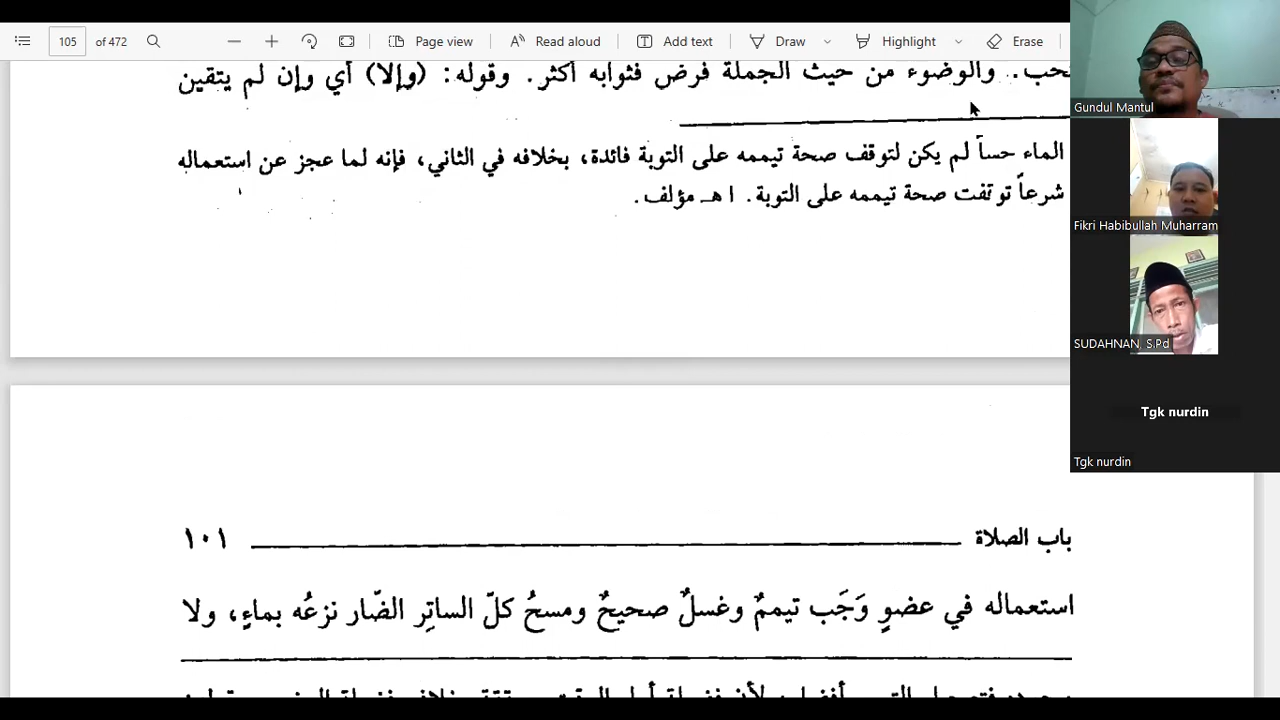 105 of 472 Page view Read aloud Add text Draw Highlight Erase
والوضوء من حيث الجملة فرض فثوابه أكثر. وقوله: (وإلا) أي وإن لم يتقين
الماء حساً لم يكن لتوقف صحة تيممه على التوبة فائدة، بخلافه في الثاني، فإنه لما عجز عن استعماله
شرعاً توقفت صحة تيممه على التوبة. ا هـ مؤلف.
باب الصلاة ١٠١
استعماله في عضوٍ وَجَب تيممٌ وغسلٌ صحيحٌ ومسحُ كلّ الساتِر الضّار نزعُه بماءٍ، ولا
Gundul Mantul
Fikri Habibullah Muharram
SUDAHNAN, S.Pd
Tgk nurdin
Tgk nurdin